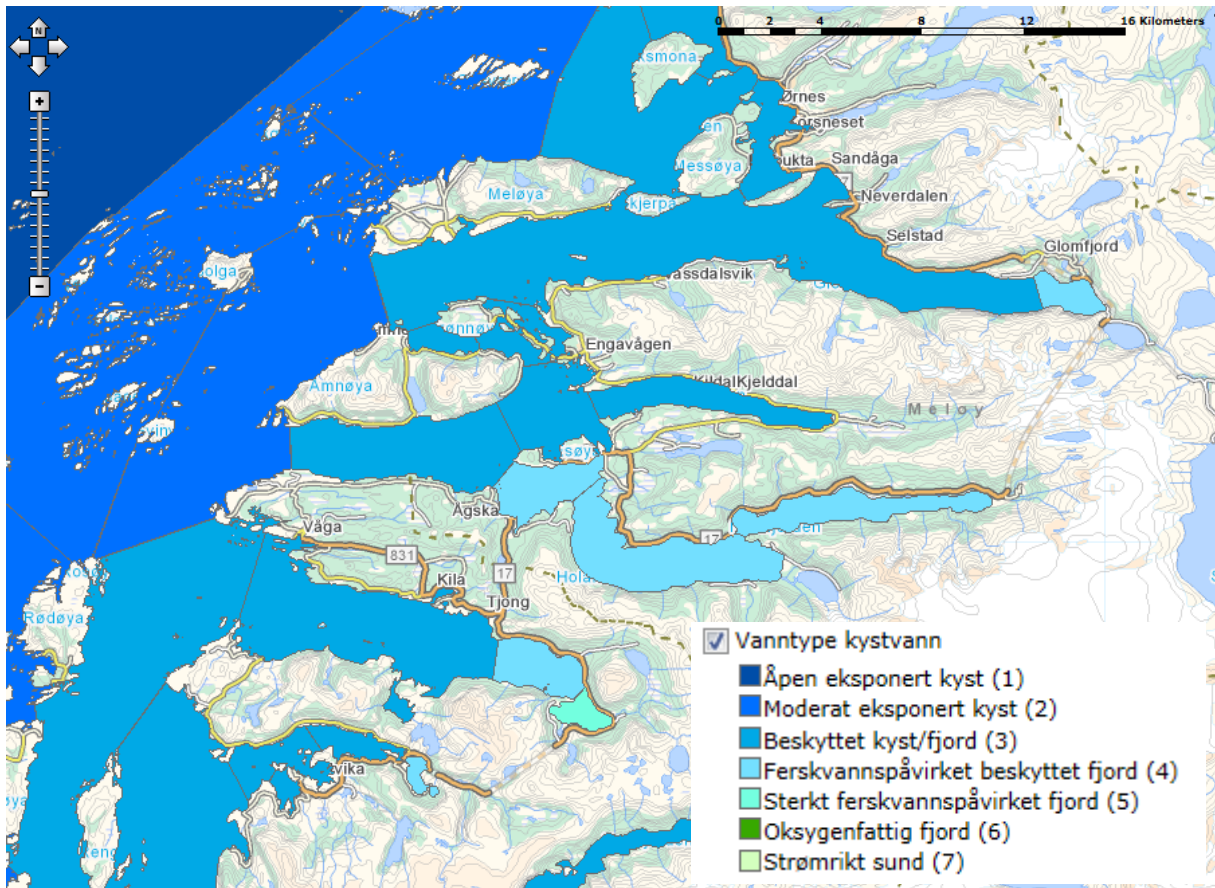 N
0 2 4 8 12 16 Kilometers
Ørnes
Sandåga
Neverdalen
Meløya
Selstad
Glomfjord
Engavågen
Kjelddal
Amnøya
Meløy
Ågska
Våga
831
17
17
Kila
Tjong
Rødøya
Vanntype kystvann
Åpen eksponert kyst (1)
Moderat eksponert kyst (2)
Beskyttet kyst/fjord (3)
Ferskvannspåvirket beskyttet fjord (4)
Sterkt ferskvannspåvirket fjord (5)
Oksygenfattig fjord (6)
Strømrikt sund (7)